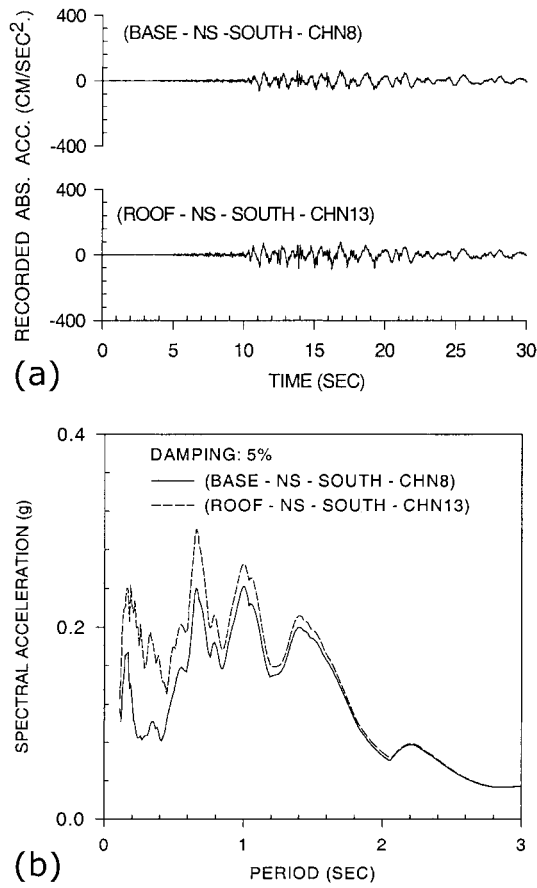 (a)
RECORDED ABS. ACC. (CM/SEC².)
400
0
-400
(BASE - NS -SOUTH - CHN8)
400
0
-400
(ROOF - NS - SOUTH - CHN13)
0 5 10 15 20 25 30
TIME (SEC)
(b)
SPECTRAL ACCELERATION (g)
0.4
0.2
0.0
DAMPING: 5%
(BASE - NS - SOUTH - CHN8)
(ROOF - NS - SOUTH - CHN13)
0 1 2 3
PERIOD (SEC)